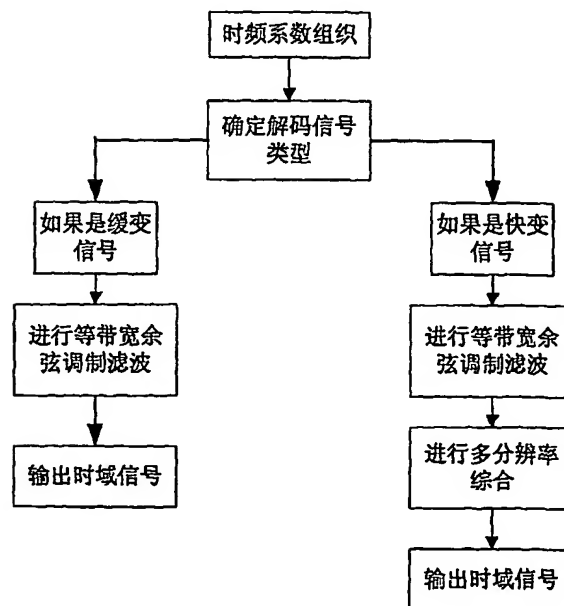 时频系数组织
确定解码信号
类型
如果是缓变
信号
如果是快变
信号
进行等带宽余
弦调制滤波
进行等带宽余
弦调制滤波
输出时域信号
进行多分辨率
综合
输出时域信号